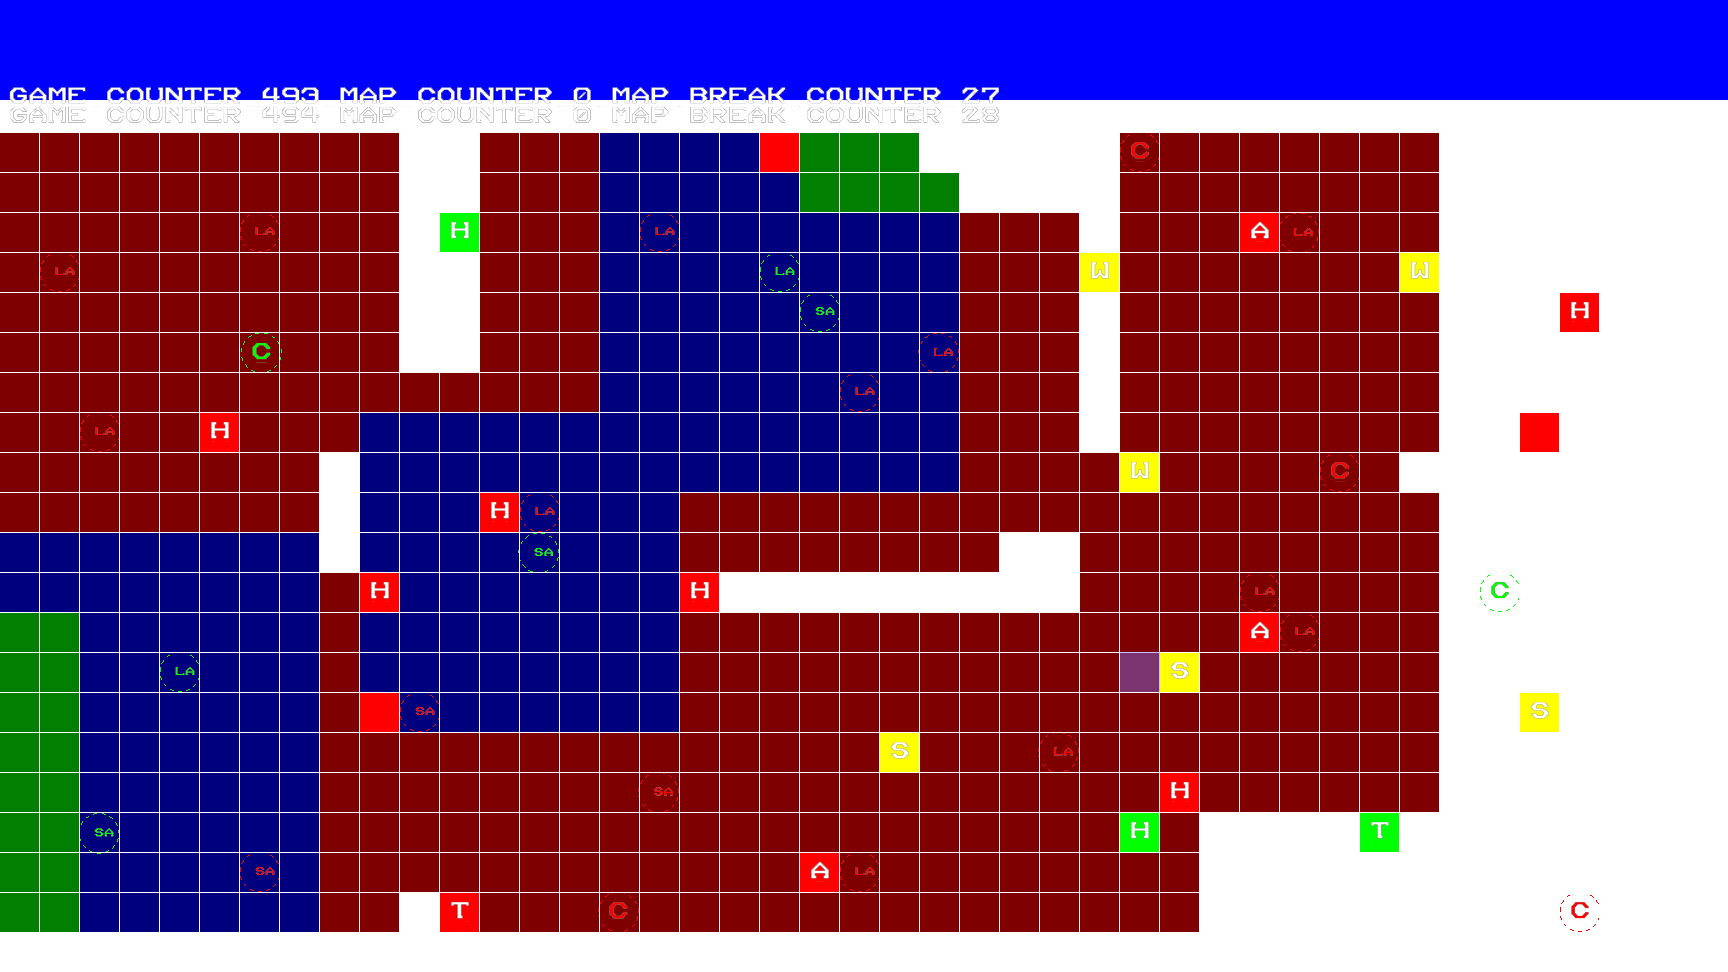 GAME COUNTER 493 MAP COUNTER 0 MAP BREAK COUNTER 27
GAME COUNTER 494 MAP COUNTER 0 MAP BREAK COUNTER 28
C
LA H LA A LA
LA LA W W
SA H
C LA
LA
LA H
W C
H LA
SA
H H LA C
A LA
LA S
SA S
S LA
SA H
SA H T
SA A LA
T C C